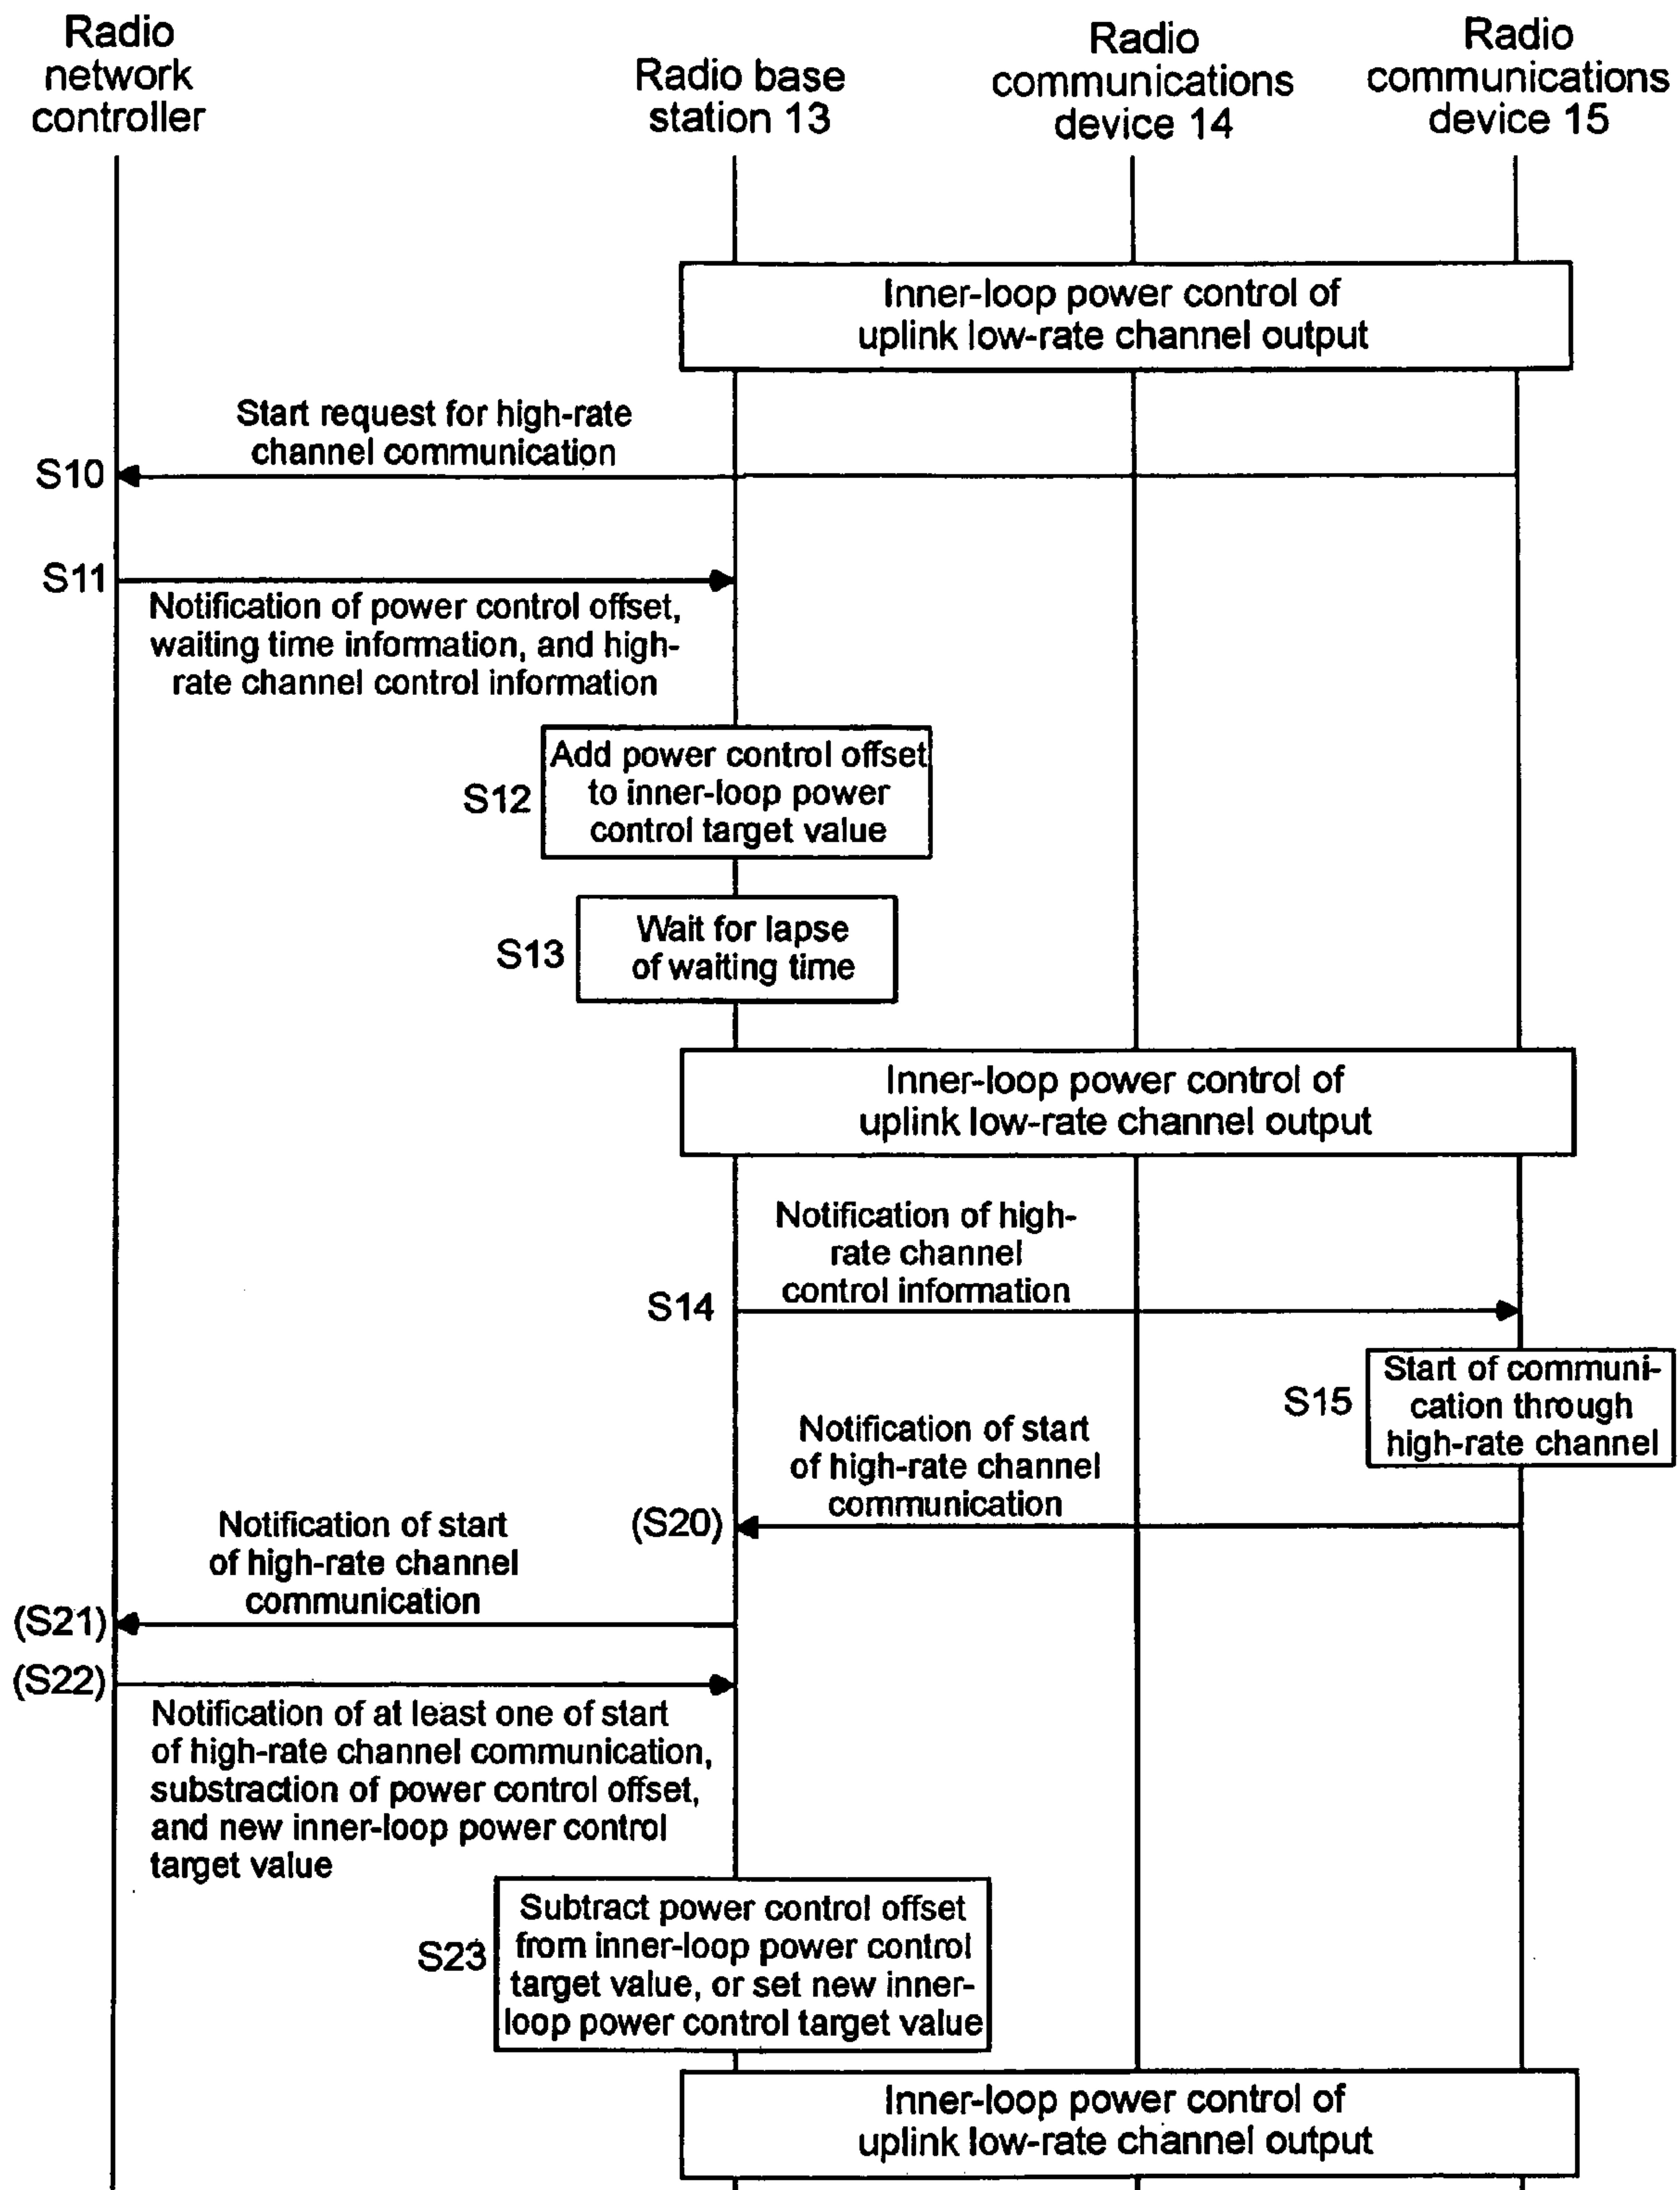 Radio
network
controller
Radio base
station 13
Radio
communications
device 14
Radio
communications
device 15
Inner-loop power control of
uplink low-rate channel output
Start request for high-rate
channel communication
S10
S11
Notification of power control offset,
waiting time information, and high-
rate channel control information
Add power control offset
to inner-loop power
control target value
S12
Wait for lapse
of waiting time
S13
Inner-loop power control of
uplink low-rate channel output
Notification of high-
rate channel
control information
S14
Start of communi-
cation through
high-rate channel
S15
Notification of start
of high-rate channel
communication
(S20)
Notification of start
of high-rate channel
communication
(S21)
(S22)
Notification of at least one of start
of high-rate channel communication,
substraction of power control offset,
and new inner-loop power control
target value
Subtract power control offset
from inner-loop power control
target value, or set new inner-
loop power control target value
S23
Inner-loop power control of
uplink low-rate channel output